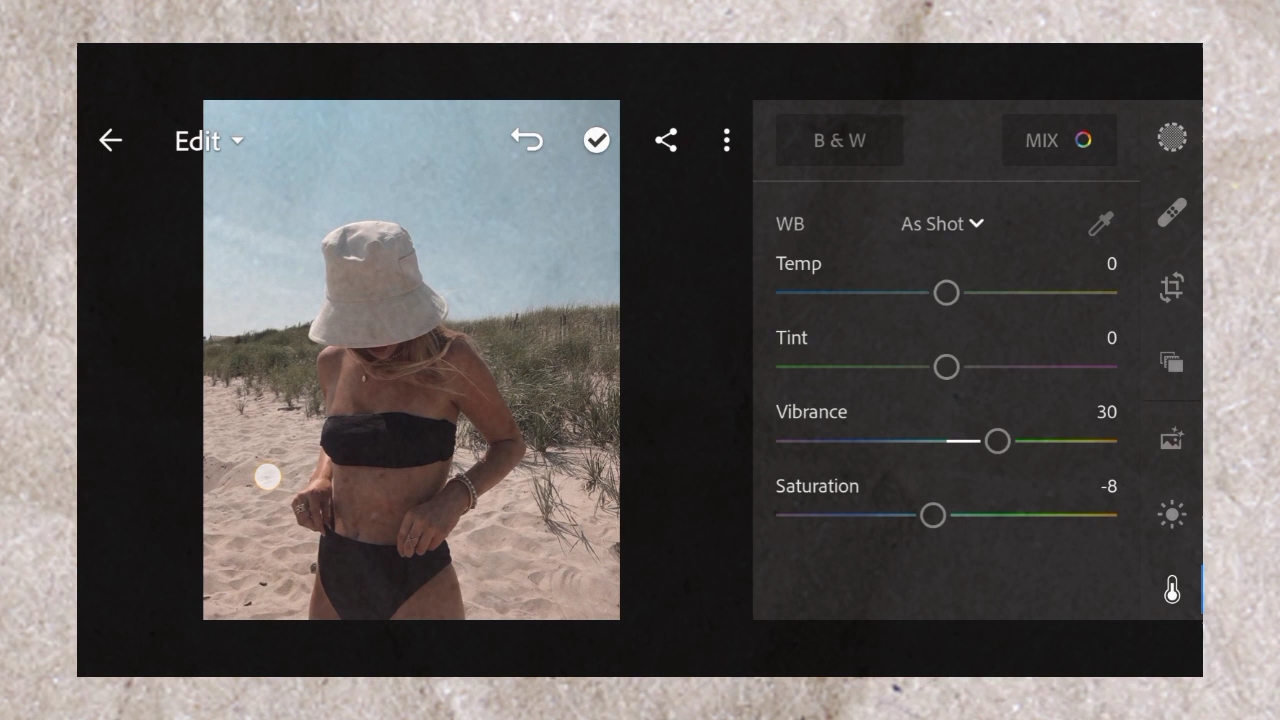 Edit
B & W
MIX
WB
As Shot
Temp
0
Tint
0
Vibrance
30
Saturation
-8